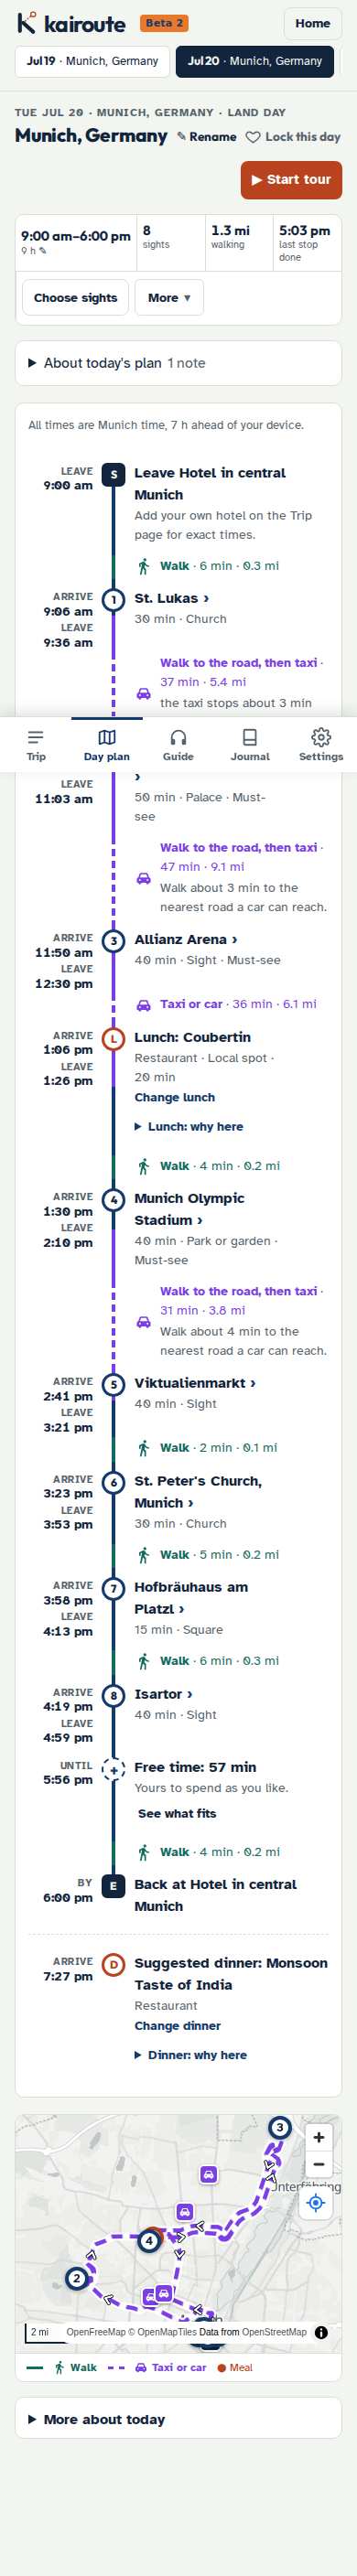 kairoute Beta 2 Home
Jul 19 · Munich, Germany Jul 20 · Munich, Germany
TUE JUL 20 · MUNICH, GERMANY · LAND DAY
Munich, Germany ✎ Rename ♡ Lock this day
▶ Start tour
9:00 am–6:00 pm
9 h ✎
8
sights
1.3 mi
walking
5:03 pm
last stop
done
Choose sights More ▾
▶ About today's plan 1 note
All times are Munich time, 7 h ahead of your device.
LEAVE
9:00 am
S
Leave Hotel in central
Munich
Add your own hotel on the Trip
page for exact times.
Walk · 6 min · 0.3 mi
ARRIVE
9:06 am
LEAVE
9:36 am
1
St. Lukas ›
30 min · Church
Walk to the road, then taxi ·
37 min · 5.4 mi
the taxi stops about 3 min
Trip Day plan Guide Journal Settings
LEAVE
11:03 am
›
50 min · Palace · Must-
see
Walk to the road, then taxi ·
47 min · 9.1 mi
Walk about 3 min to the
nearest road a car can reach.
ARRIVE
11:50 am
LEAVE
12:30 pm
3
Allianz Arena ›
40 min · Sight · Must-see
Taxi or car · 36 min · 6.1 mi
ARRIVE
1:06 pm
LEAVE
1:26 pm
L
Lunch: Coubertin
Restaurant · Local spot ·
20 min
Change lunch
▶ Lunch: why here
Walk · 4 min · 0.2 mi
ARRIVE
1:30 pm
LEAVE
2:10 pm
4
Munich Olympic
Stadium ›
40 min · Park or garden ·
Must-see
Walk to the road, then taxi ·
31 min · 3.8 mi
Walk about 4 min to the
nearest road a car can reach.
ARRIVE
2:41 pm
LEAVE
3:21 pm
5
Viktualienmarkt ›
40 min · Sight
Walk · 2 min · 0.1 mi
ARRIVE
3:23 pm
LEAVE
3:53 pm
6
St. Peter's Church,
Munich ›
30 min · Church
Walk · 5 min · 0.2 mi
ARRIVE
3:58 pm
LEAVE
4:13 pm
7
Hofbräuhaus am
Platzl ›
15 min · Square
Walk · 6 min · 0.3 mi
ARRIVE
4:19 pm
LEAVE
4:59 pm
8
Isartor ›
40 min · Sight
UNTIL
5:56 pm
+
Free time: 57 min
Yours to spend as you like.
See what fits
Walk · 4 min · 0.2 mi
BY
6:00 pm
E
Back at Hotel in central
Munich
ARRIVE
7:27 pm
D
Suggested dinner: Monsoon
Taste of India
Restaurant
Change dinner
▶ Dinner: why here
3
+
−
Unterföhring
4
2
2 mi OpenFreeMap © OpenMapTiles Data from OpenStreetMap
Walk Taxi or car Meal
▶ More about today